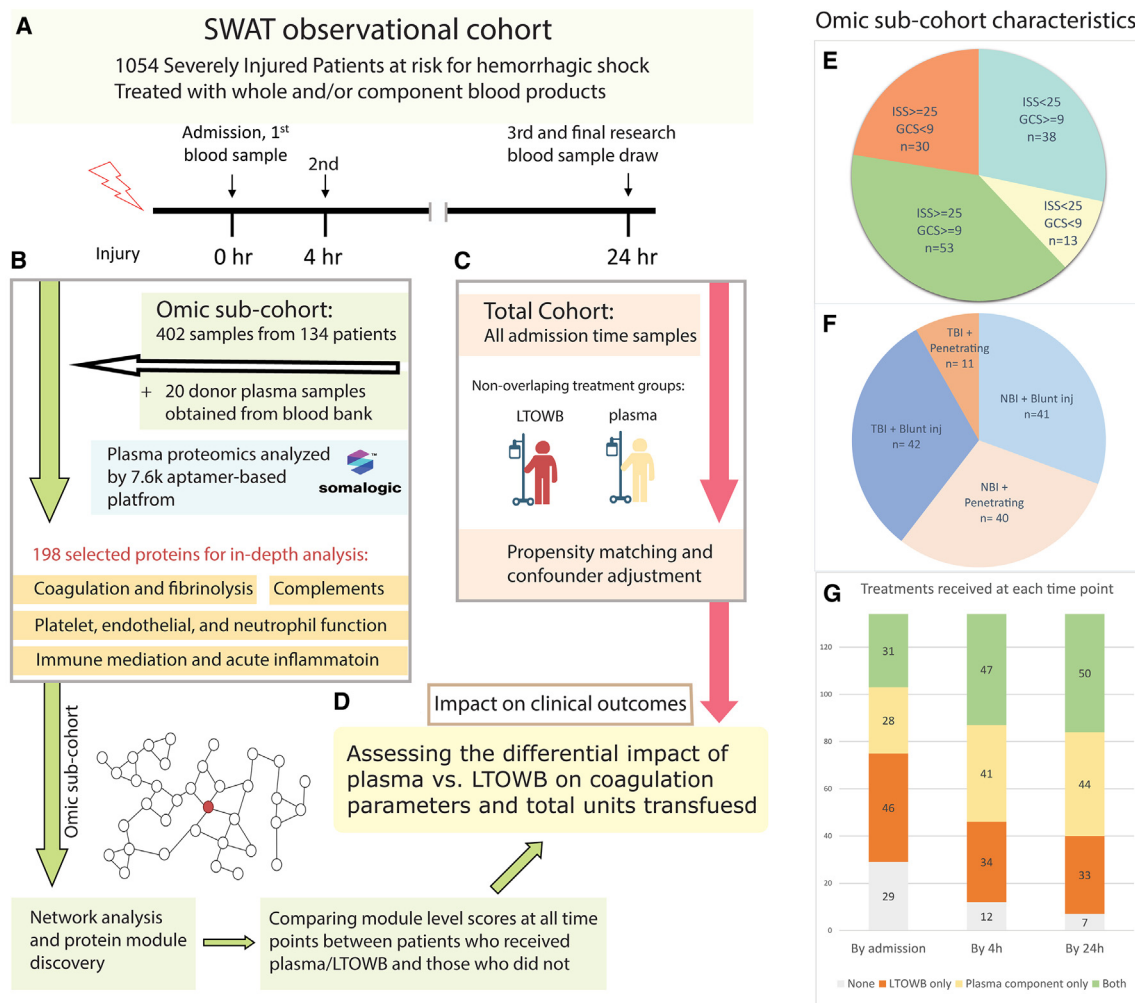 A
SWAT observational cohort
1054 Severely Injured Patients at risk for hemorrhagic shock
Treated with whole and/or component blood products
Admission, 1st
blood sample
2nd
3rd and final research
blood sample draw
Injury
0 hr
4 hr
24 hr
B
Omic sub-cohort:
402 samples from 134 patients
+ 20 donor plasma samples
obtained from blood bank
Plasma proteomics analyzed
by 7.6k aptamer-based
platfrom
somalogic™
198 selected proteins for in-depth analysis:
Coagulation and fibrinolysis
Complements
Platelet, endothelial, and neutrophil function
Immune mediation and acute inflammatoin
Omic sub-cohort
Network analysis
and protein module
discovery
Comparing module level scores at all time
points between patients who received
plasma/LTOWB and those who did not
C
Total Cohort:
All admission time samples
Non-overlaping treatment groups:
LTOWB
plasma
Propensity matching and
confounder adjustment
D
Impact on clinical outcomes
Assessing the differential impact of
plasma vs. LTOWB on coagulation
parameters and total units transfuesd
Omic sub-cohort characteristics
E
ISS>=25
GCS<9
n=30
ISS<25
GCS>=9
n=38
ISS<25
GCS<9
n=13
ISS>=25
GCS>=9
n=53
F
TBI +
Penetrating
n= 11
NBI + Blunt inj
n=41
TBI + Blunt inj
n= 42
NBI +
Penetrating
n= 40
G
Treatments received at each time point
120
100
80
60
40
20
0
31
28
46
29
47
41
34
12
50
44
33
7
By admission
By 4h
By 24h
None
LTOWB only
Plasma component only
Both